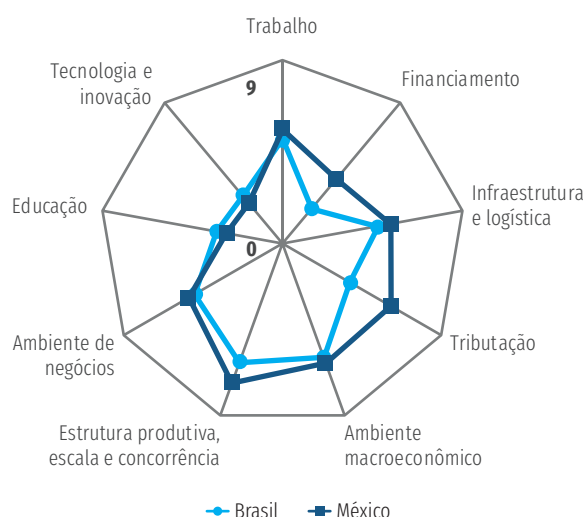 Trabalho
Tecnologia e
inovação
9
Financiamento
Educação
Infraestrutura
e logística
0
Ambiente de
negócios
Tributação
Estrutura produtiva,
escala e concorrência
Ambiente
macroeconômico
Brasil
México